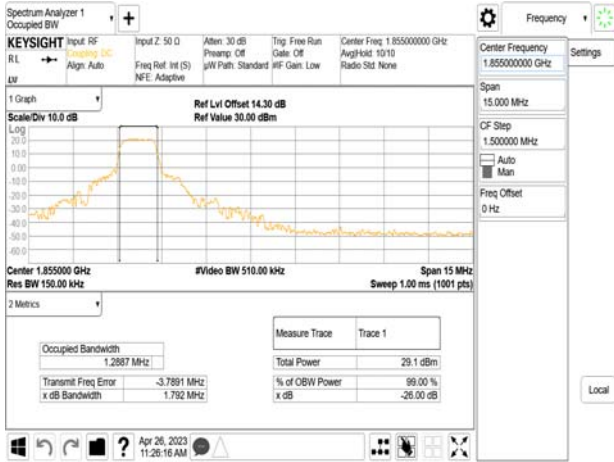 Spectrum Analyzer 1
Occupied BW
Frequency
KEYSIGHT
RL
Input: RF
Coupling: DC
Align: Auto
Input Z: 50 Ω
Freq Ref: Int (S)
NFE: Adaptive
Atten: 30 dB
Preamp: Off
µW Path: Standard
Trig: Free Run
Gate: Off
#IF Gain: Low
Center Freq: 1.855000000 GHz
Avg|Hold: 10/10
Radio Std: None
Center Frequency
1.855000000 GHz
Settings
Span
15.000 MHz
CF Step
1.500000 MHz
Auto
Man
Freq Offset
0 Hz
Local
1 Graph
Scale/Div 10.0 dB
Ref Lvl Offset 14.30 dB
Ref Value 30.00 dBm
Log
20.0
10.0
0.00
-10.0
-20.0
-30.0
-40.0
-50.0
-60.0
Center 1.855000 GHz
Res BW 150.00 kHz
#Video BW 510.00 kHz
Span 15 MHz
Sweep 1.00 ms (1001 pts)
2 Metrics
Measure Trace
Trace 1
Occupied Bandwidth
1.2887 MHz
Total Power
29.1 dBm
Transmit Freq Error
-3.7891 MHz
% of OBW Power
99.00 %
x dB Bandwidth
1.792 MHz
x dB
-26.00 dB
?
Apr 26, 2023
11:26:16 AM